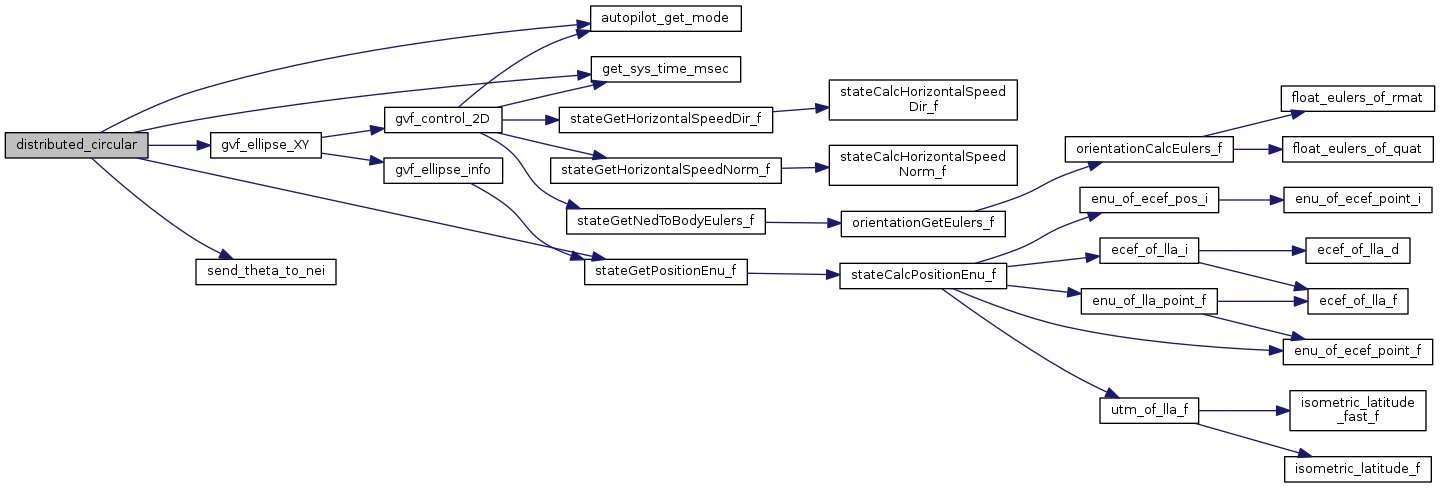 autopilot_get_mode
get_sys_time_msec
stateCalcHorizontalSpeed
Dir_f
float_eulers_of_rmat
gvf_control_2D
stateGetHorizontalSpeedDir_f
distributed_circular
gvf_ellipse_XY
orientationCalcEulers_f
float_eulers_of_quat
gvf_ellipse_info
stateGetHorizontalSpeedNorm_f
stateCalcHorizontalSpeed
Norm_f
enu_of_ecef_pos_i
enu_of_ecef_point_i
stateGetNedToBodyEulers_f
orientationGetEulers_f
ecef_of_lla_i
ecef_of_lla_d
send_theta_to_nei
stateGetPositionEnu_f
stateCalcPositionEnu_f
enu_of_lla_point_f
ecef_of_lla_f
enu_of_ecef_point_f
utm_of_lla_f
isometric_latitude
_fast_f
isometric_latitude_f